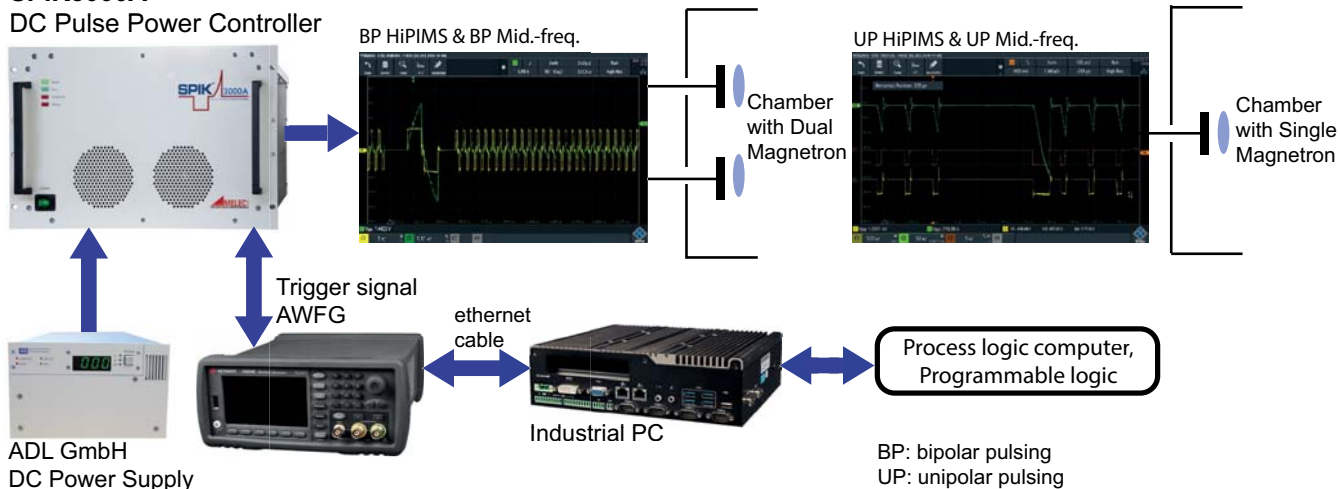 DC Pulse Power Controller
SPIK 3000A
MELEC
BP HiPIMS & BP Mid.-freq.
Chamber
with Dual
Magnetron
UP HiPIMS & UP Mid.-freq.
Chamber
with Single
Magnetron
Trigger signal
AWFG
ethernet
cable
Process logic computer,
Programmable logic
Industrial PC
ADL GmbH
DC Power Supply
BP: bipolar pulsing
UP: unipolar pulsing